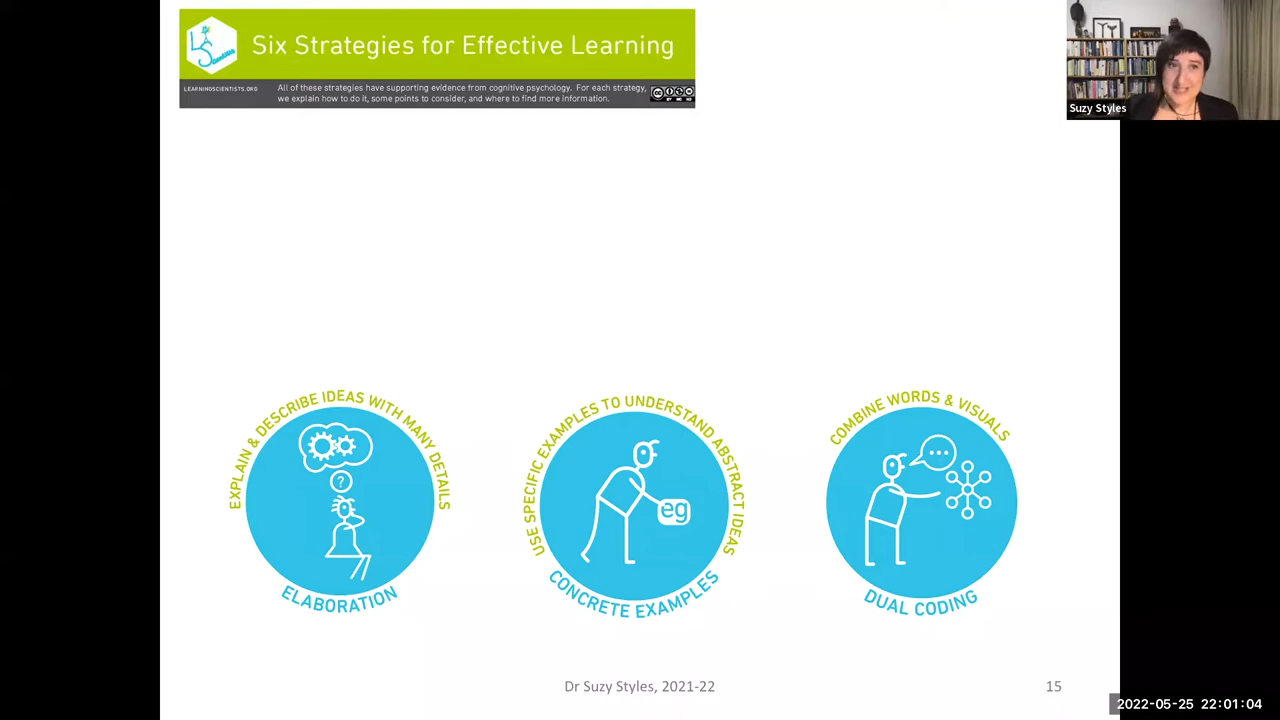 Six Strategies for Effective Learning
LEARNINGSCIENTISTS.ORG
All of these strategies have supporting evidence from cognitive psychology. For each strategy,
we explain how to do it, some points to consider, and where to find more information.
Suzy Styles
EXPLAIN & DESCRIBE IDEAS WITH MANY DETAILS
?
ELABORATION
USE SPECIFIC EXAMPLES TO UNDERSTAND ABSTRACT IDEAS
eg
CONCRETE EXAMPLES
COMBINE WORDS & VISUALS
DUAL CODING
Dr Suzy Styles, 2021-22
15
2022-05-25 22:01:04